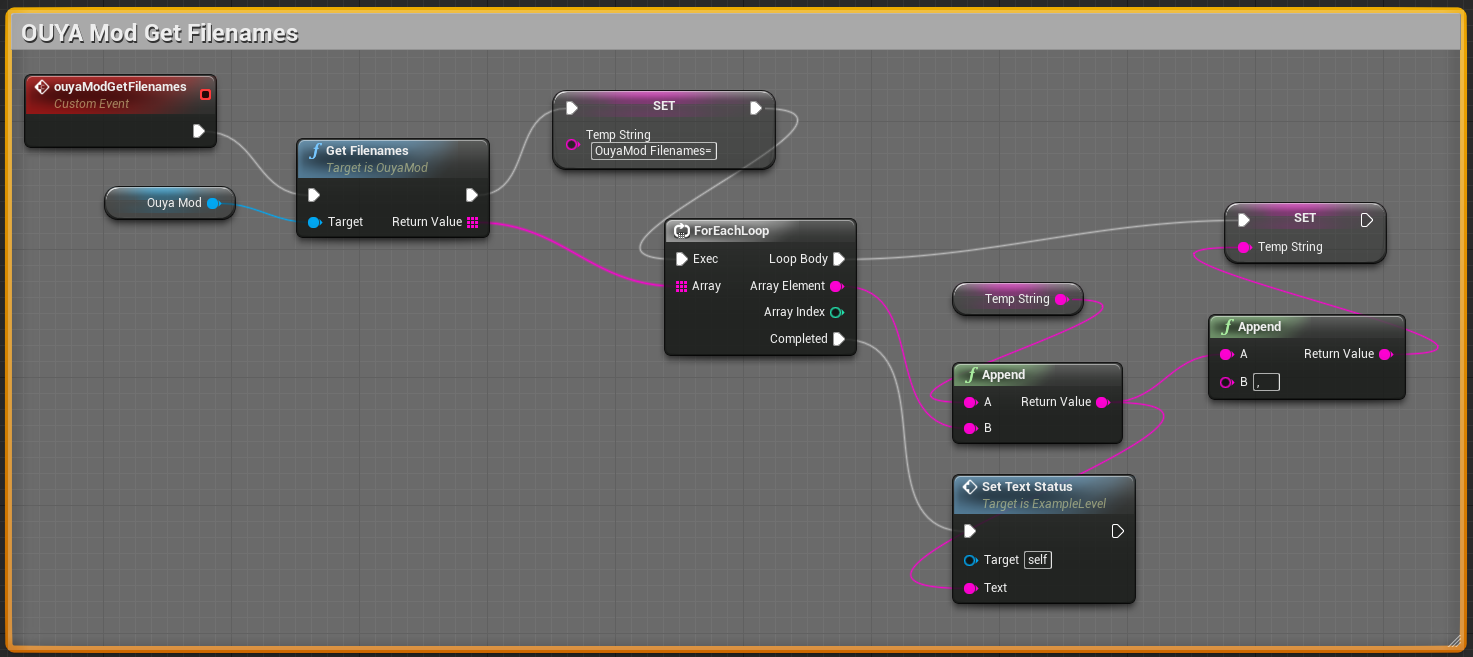 OUYA Mod Get Filenames
ouyaModGetFilenames
Custom Event
Ouya Mod
f Get Filenames
Target is OuyaMod
Target Return Value
SET
Temp String
OuyaMod Filenames=
ForEachLoop
Exec Loop Body
Array Array Element
Array Index
Completed
Temp String
f Append
A Return Value
B
Set Text Status
Target is ExampleLevel
Target self
Text
SET
Temp String
f Append
A Return Value
B ,